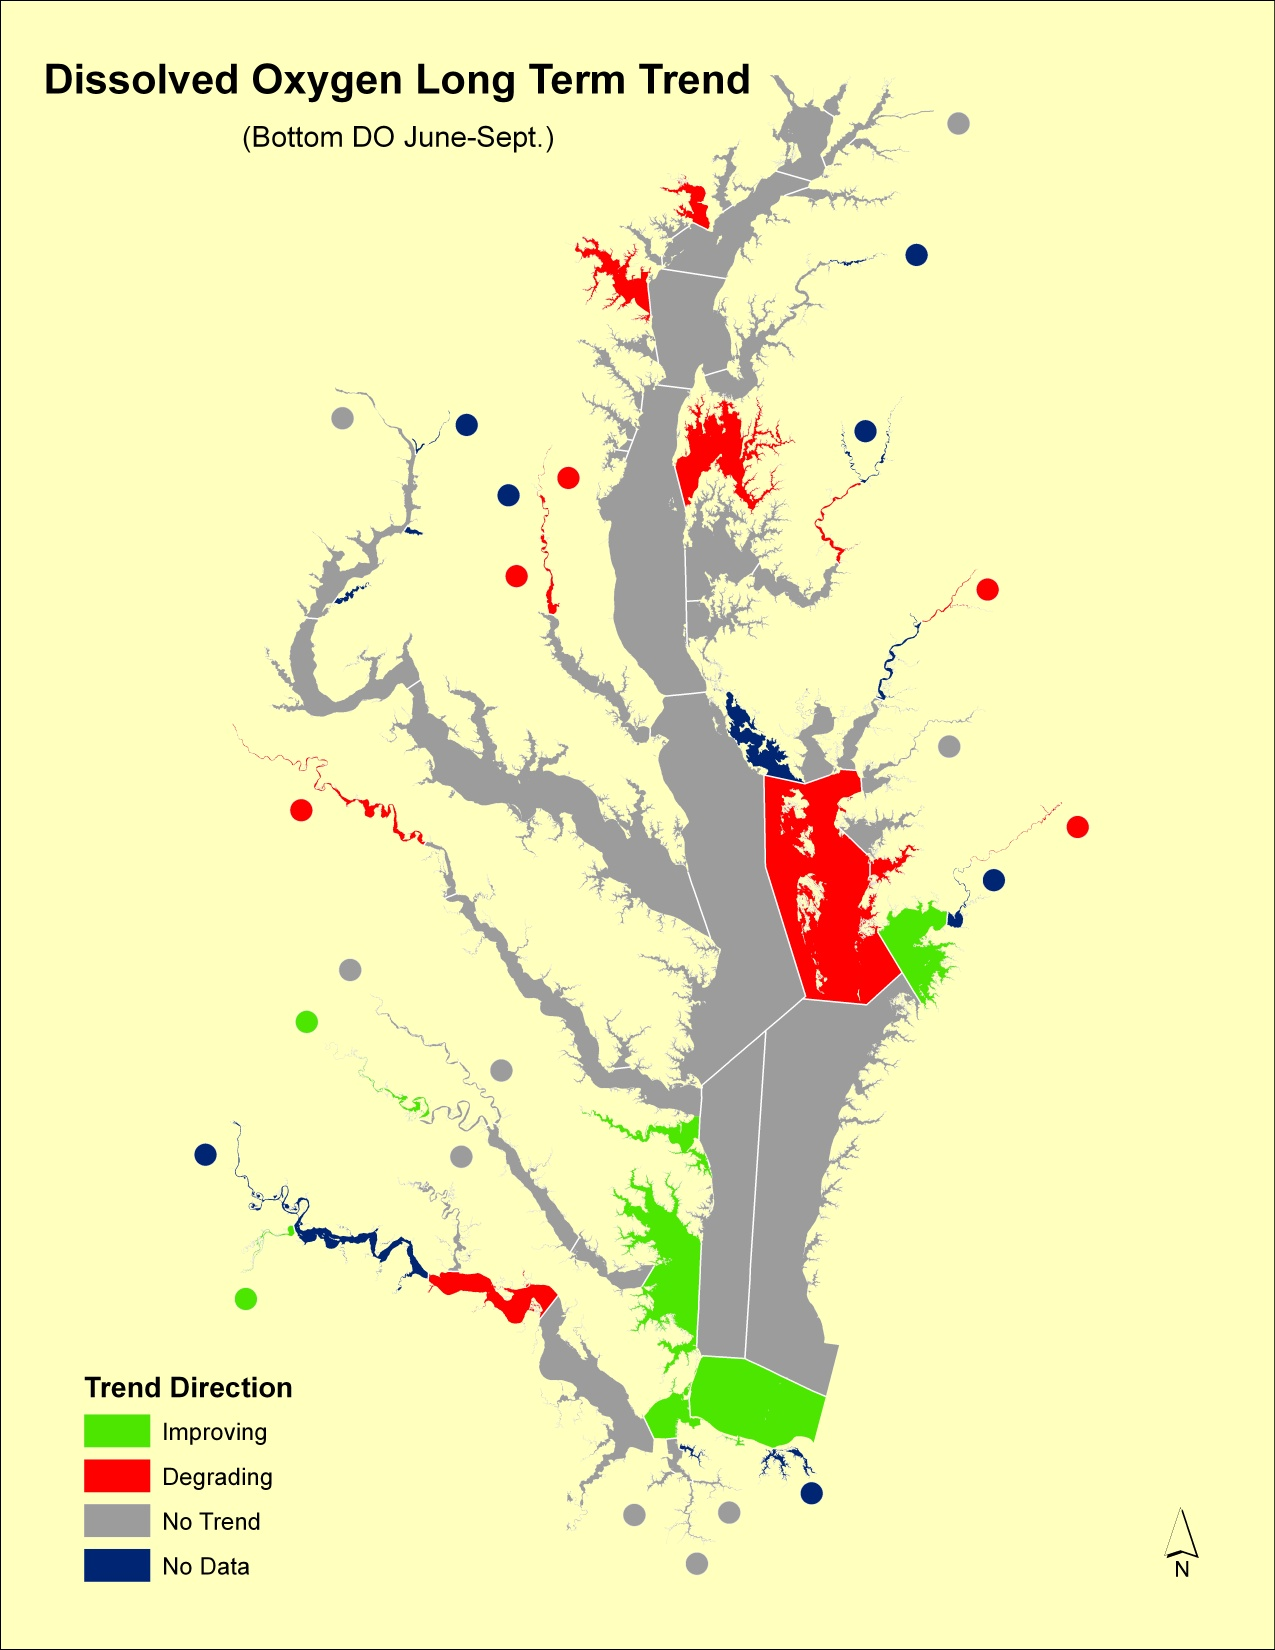 Dissolved Oxygen Long Term Trend
(Bottom DO June-Sept.)
Trend Direction
Improving
Degrading
No Trend
No Data
N